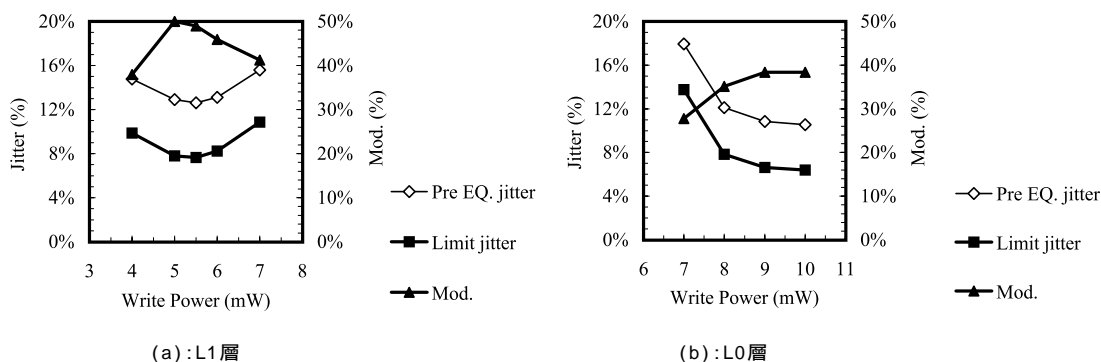 20%
16%
12%
8%
4%
0%
Jitter (%)
50%
40%
30%
20%
10%
0%
Mod. (%)
3 4 5 6 7 8
Write Power (mW)
Pre EQ. jitter
Limit jitter
Mod.
(a):L1層
20%
16%
12%
8%
4%
0%
Jitter (%)
50%
40%
30%
20%
10%
0%
Mod. (%)
6 7 8 9 10 11
Write Power (mW)
Pre EQ. jitter
Limit jitter
Mod.
(b):L0層